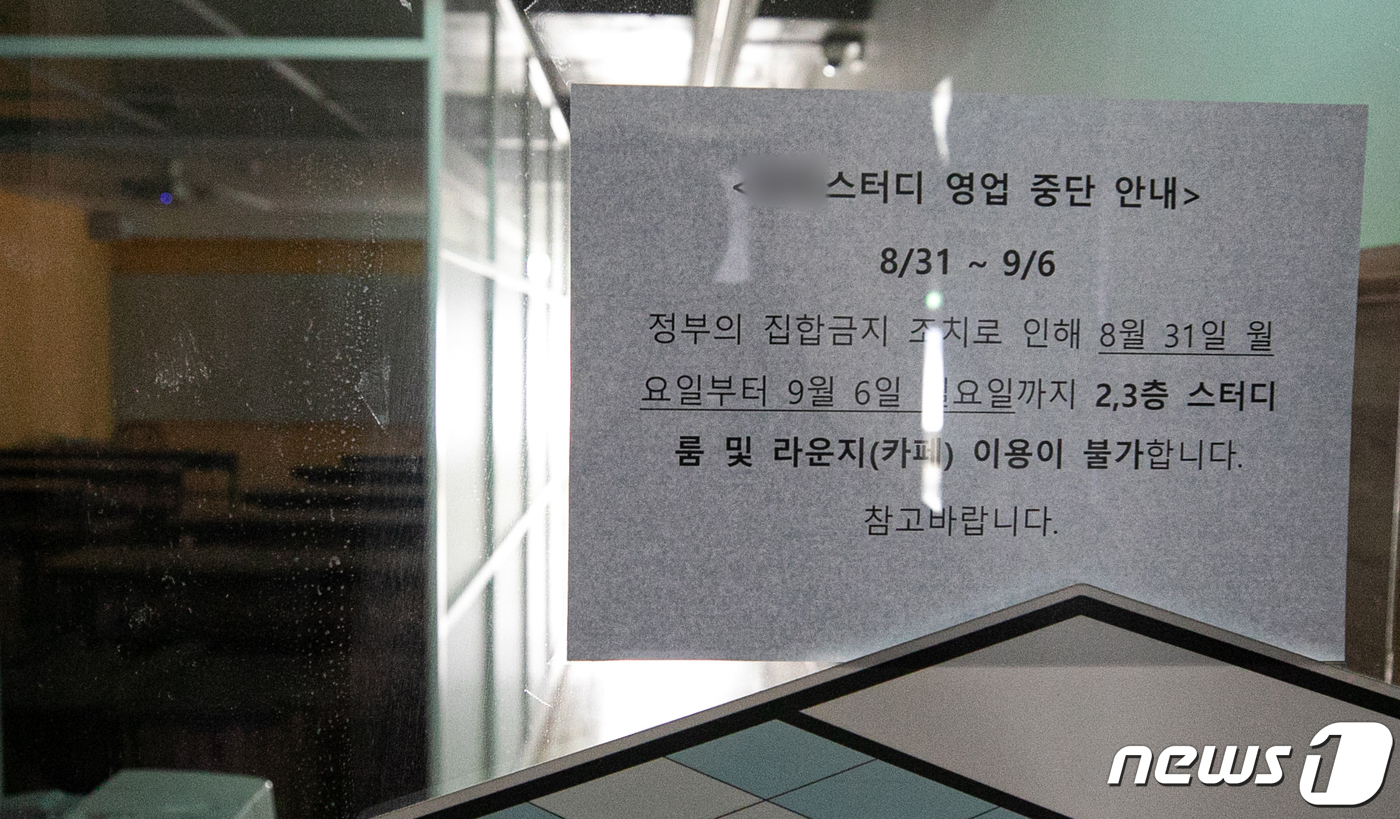 < 스터디 영업 중단 안내>
8/31 ~ 9/6
정부의 집합금지 조치로 인해 8월 31일 월
요일부터 9월 6일 일요일까지 2,3층 스터디
룸 및 라운지(카페) 이용이 불가합니다.
참고바랍니다.
news1